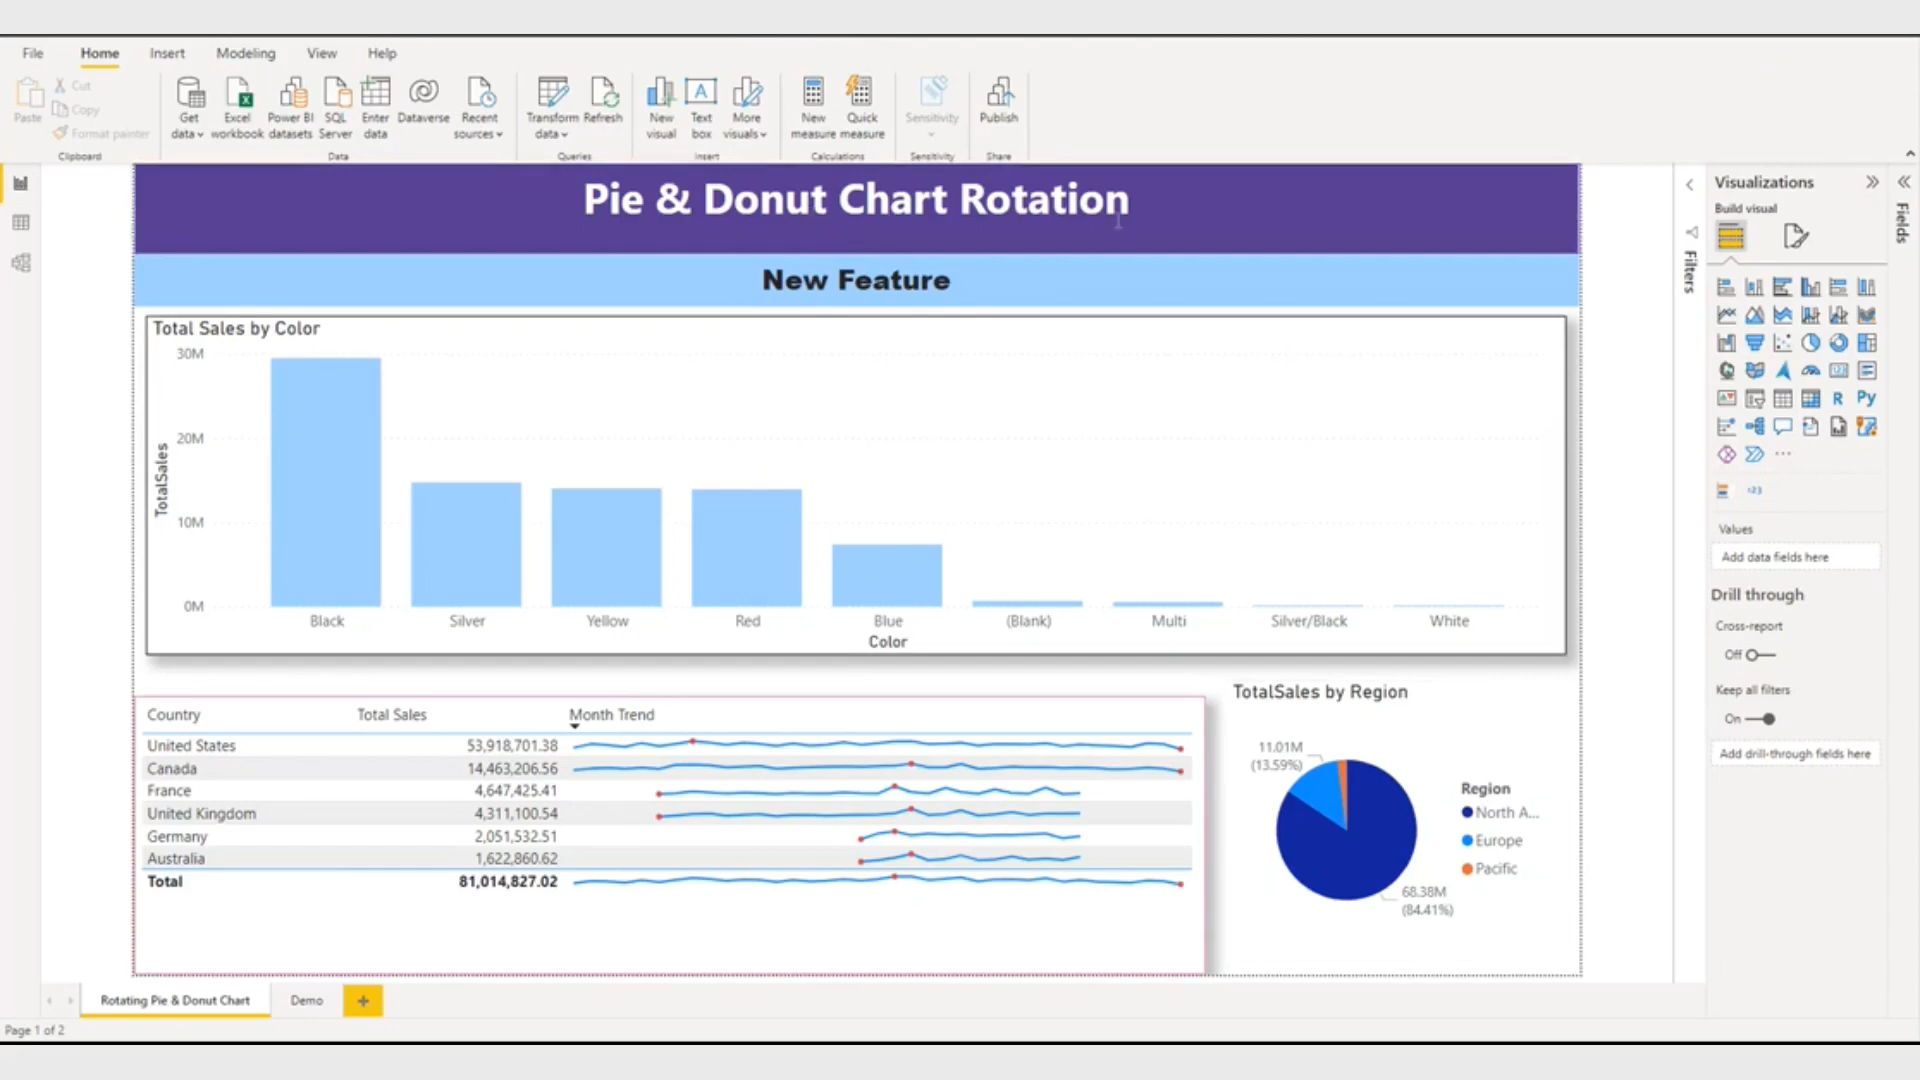 File Home Insert Modeling View Help
Paste Cut Copy Format painter Clipboard
Get data Excel workbook Power BI datasets SQL Server Enter data Dataverse Recent sources Data
Transform data Refresh Queries
New visual Text box More visuals Insert
New measure Quick measure Calculations
Sensitivity Sensitivity
Publish Share
Pie & Donut Chart Rotation
New Feature
Total Sales by Color
TotalSales
30M
20M
10M
0M
Black Silver Yellow Red Blue (Blank) Multi Silver/Black White
Color
Country Total Sales Month Trend
United States 53,918,701.38
Canada 14,463,206.56
France 4,647,425.41
United Kingdom 4,311,100.54
Germany 2,051,532.51
Australia 1,622,860.62
Total 81,014,827.02
TotalSales by Region
11.01M
(13.59%)
68.38M
(84.41%)
Region
North A...
Europe
Pacific
Filters
Visualizations
Build visual
R Py
123
Values
Add data fields here
Drill through
Cross-report
Off
Keep all filters
On
Add drill-through fields here
Fields
Rotating Pie & Donut Chart Demo +
Page 1 of 2